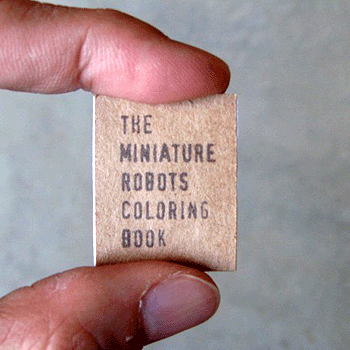 THE
MINIATURE
ROBOTS
COLORING
BOOK